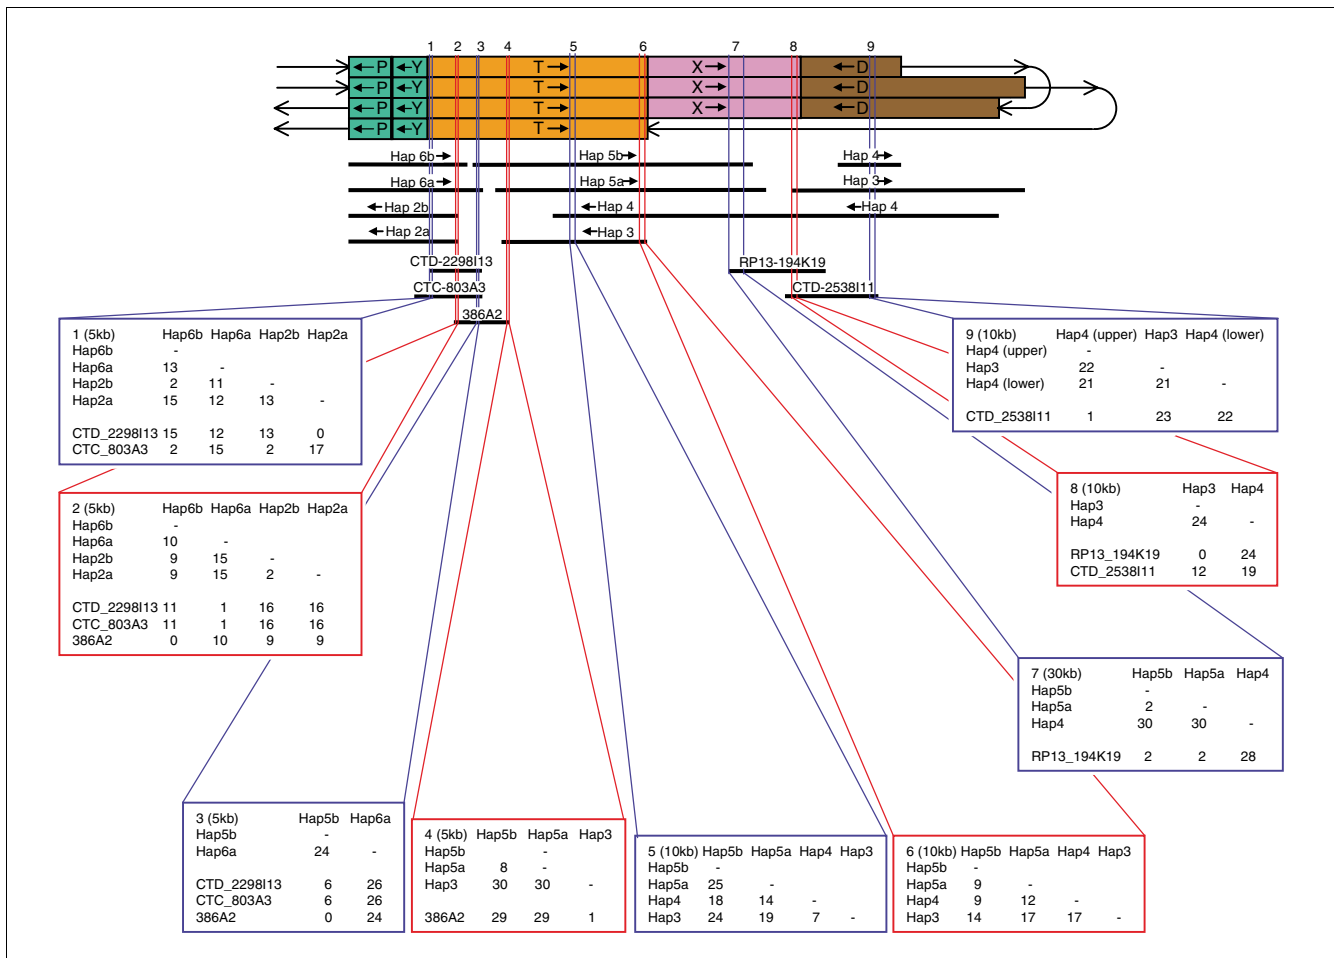 1 2 3 4 5 6 7 8 9
←P ←Y T→ X→ ←D
←P ←Y T→ X→ ←D
←P ←Y T→ X→ ←D
←P ←Y T→
Hap 6b→ Hap 5b→ Hap 4→
Hap 6a→ Hap 5a→ Hap 3→
←Hap 2b ←Hap 4 ←Hap 4
←Hap 2a ←Hap 3
CTD-2298I13 RP13-194K19
CTC-803A3 CTD-2538I11
386A2
1 (5kb) Hap6b Hap6a Hap2b Hap2a
Hap6b -
Hap6a 13 -
Hap2b 2 11 -
Hap2a 15 12 13 -
CTD_2298I13 15 12 13 0
CTC_803A3 2 15 2 17
9 (10kb) Hap4 (upper) Hap3 Hap4 (lower)
Hap4 (upper) -
Hap3 22 -
Hap4 (lower) 21 21 -
CTD_2538I11 1 23 22
2 (5kb) Hap6b Hap6a Hap2b Hap2a
Hap6b -
Hap6a 10 -
Hap2b 9 15 -
Hap2a 9 15 2 -
CTD_2298I13 11 1 16 16
CTC_803A3 11 1 16 16
386A2 0 10 9 9
8 (10kb) Hap3 Hap4
Hap3 -
Hap4 24 -
RP13_194K19 0 24
CTD_2538I11 12 19
7 (30kb) Hap5b Hap5a Hap4
Hap5b -
Hap5a 2 -
Hap4 30 30 -
RP13_194K19 2 2 28
3 (5kb) Hap5b Hap6a
Hap5b -
Hap6a 24 -
CTD_2298I13 6 26
CTC_803A3 6 26
386A2 0 24
4 (5kb) Hap5b Hap5a Hap3
Hap5b -
Hap5a 8 -
Hap3 30 30 -
386A2 29 29 1
5 (10kb) Hap5b Hap5a Hap4 Hap3
Hap5b -
Hap5a 25 -
Hap4 18 14 -
Hap3 24 19 7 -
6 (10kb) Hap5b Hap5a Hap4 Hap3
Hap5b -
Hap5a 9 -
Hap4 9 12 -
Hap3 14 17 17 -